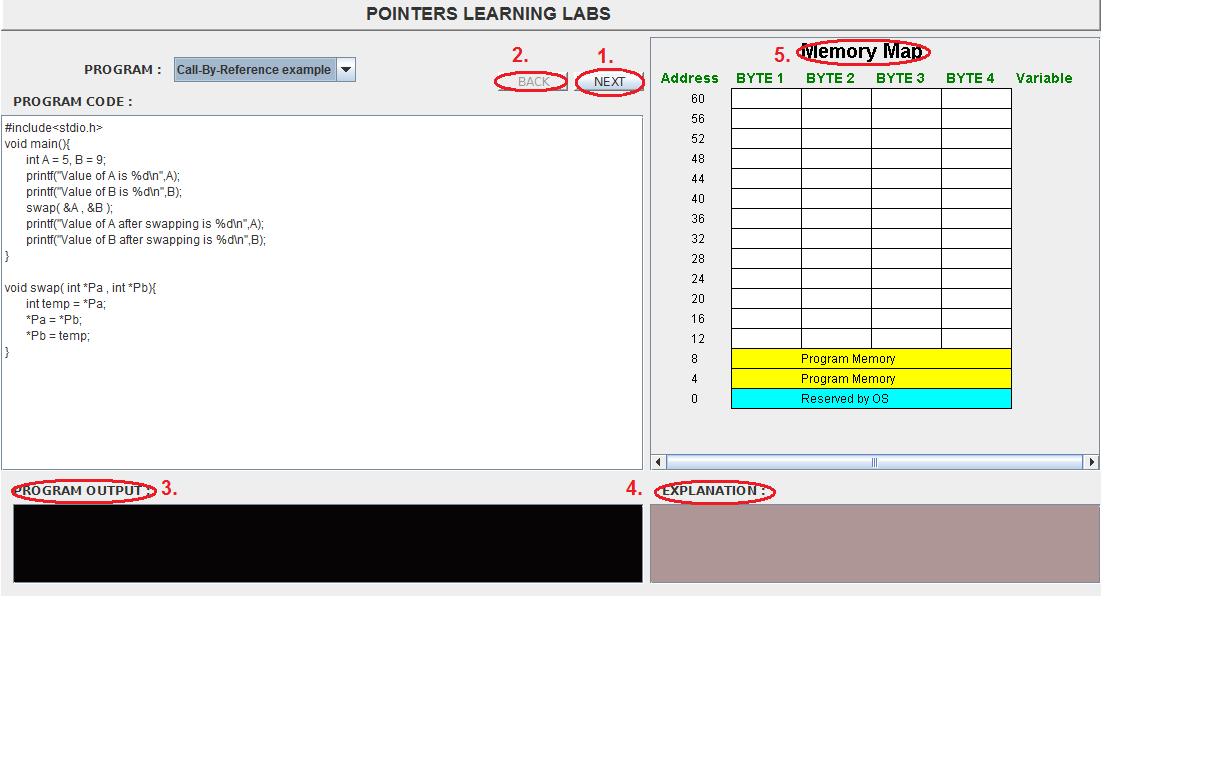 POINTERS LEARNING LABS
PROGRAM : Call-By-Reference example
2. 1.
BACK NEXT
PROGRAM CODE :
#include<stdio.h>
void main(){
int A = 5, B = 9;
printf("Value of A is %d\n",A);
printf("Value of B is %d\n",B);
swap( &A , &B );
printf("Value of A after swapping is %d\n",A);
printf("Value of B after swapping is %d\n",B);
}
void swap( int *Pa , int *Pb){
int temp = *Pa;
*Pa = *Pb;
*Pb = temp;
}
5. Memory Map
Address BYTE 1 BYTE 2 BYTE 3 BYTE 4 Variable
60
56
52
48
44
40
36
32
28
24
20
16
12
8 Program Memory
4 Program Memory
0 Reserved by OS
PROGRAM OUTPUT : 3.
4. EXPLANATION :